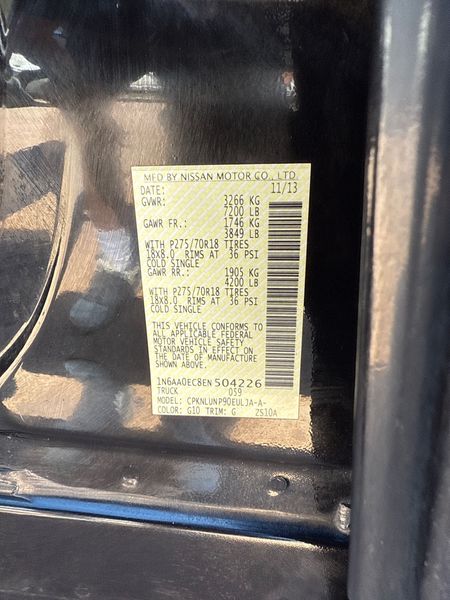 MFD BY NISSAN MOTOR CO., LTD.
DATE: 11/13
GVWR: 3266 KG
7200 LB
GAWR FR.: 1746 KG
3849 LB
WITH P275/70R18 TIRES
18X8.0 RIMS AT 36 PSI
COLD SINGLE
GAWR RR.: 1905 KG
4200 LB
WITH P275/70R18 TIRES
18X8.0 RIMS AT 36 PSI
COLD SINGLE
THIS VEHICLE CONFORMS TO
ALL APPLICABLE FEDERAL
MOTOR VEHICLE SAFETY
STANDARDS IN EFFECT ON
THE DATE OF MANUFACTURE
SHOWN ABOVE.
1N6AA0EC8EN504226
TRUCK 059
MODEL: CPKNLUNP90EULJA-A-
COLOR: G10 TRIM: G ZS10A